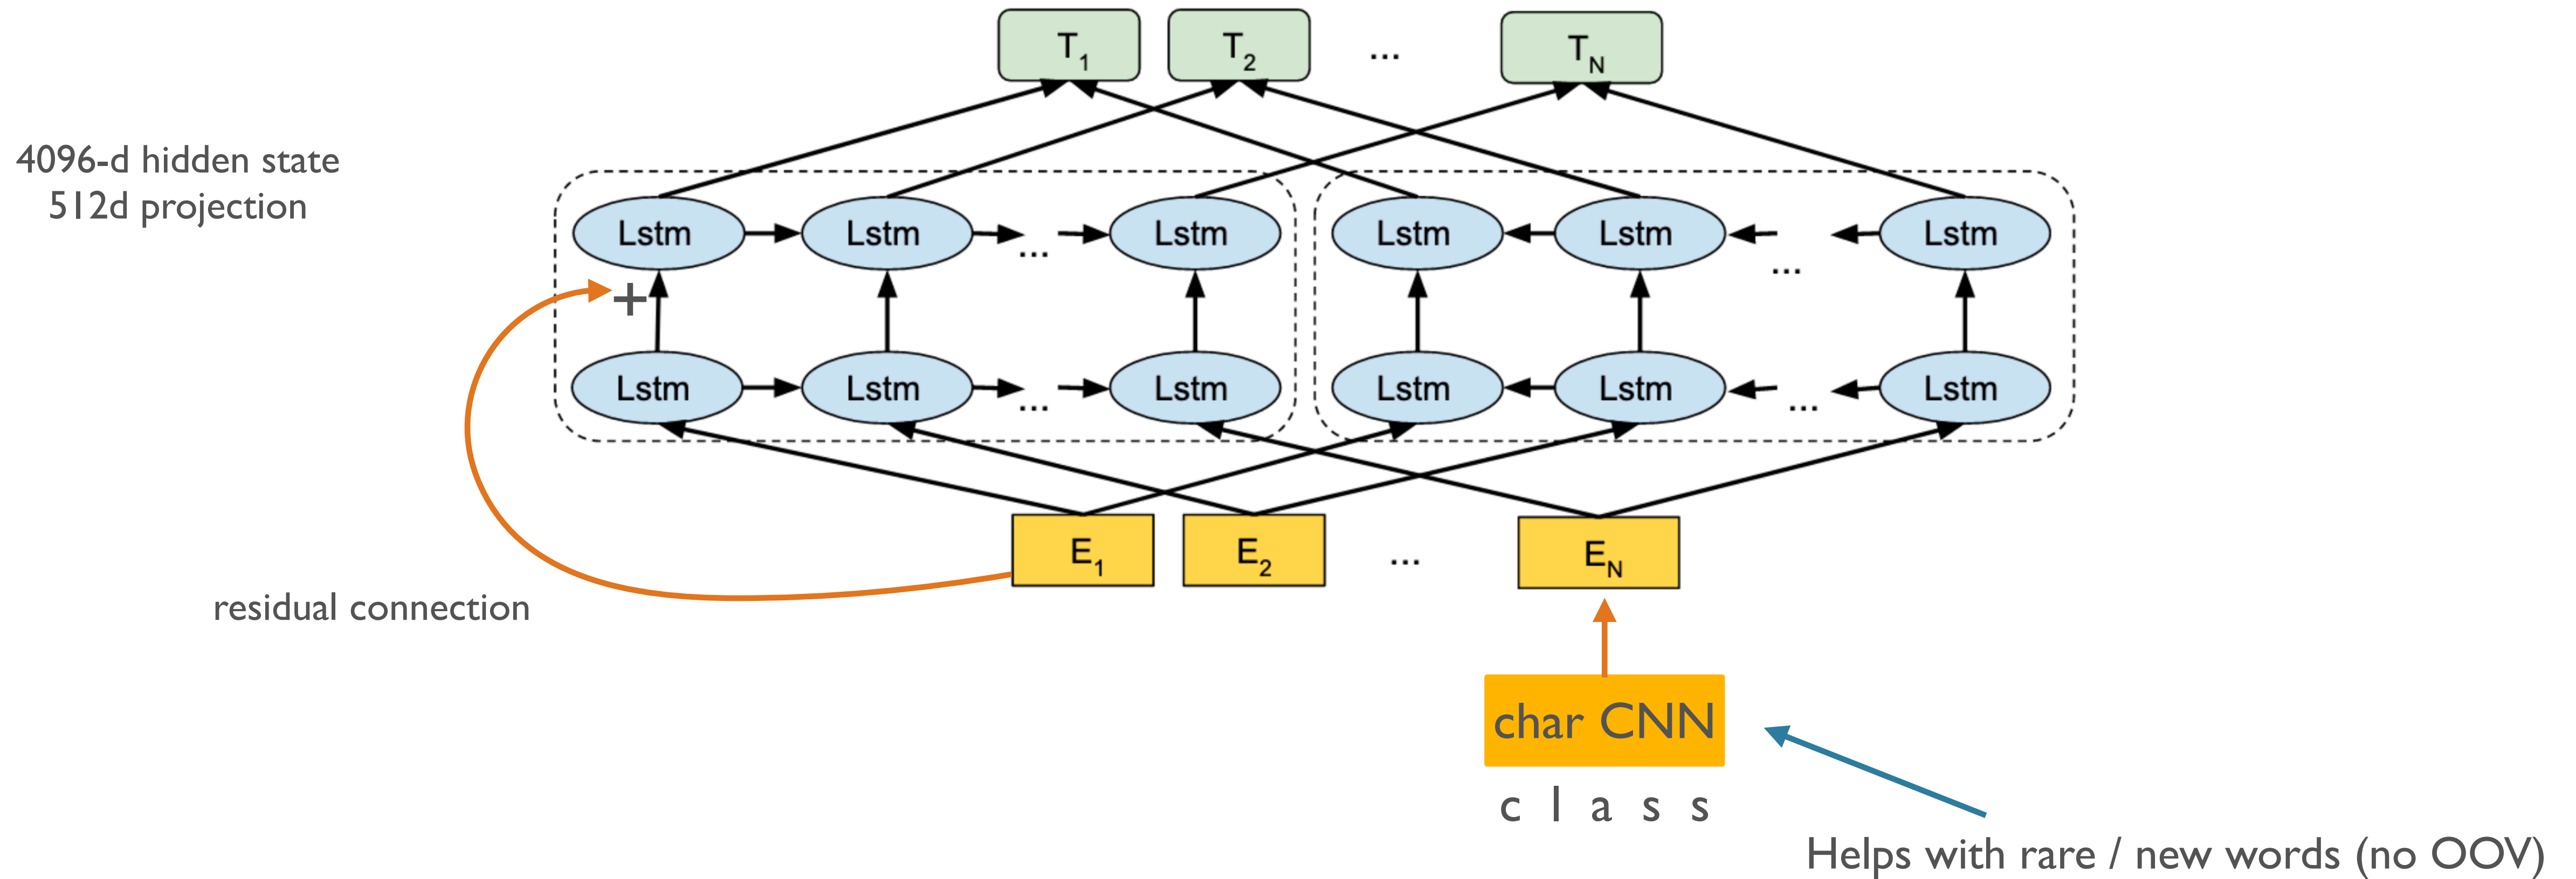 T1 T2 ... TN
4096-d hidden state
512d projection
Lstm Lstm ... Lstm Lstm Lstm ... Lstm
+
Lstm Lstm ... Lstm Lstm Lstm ... Lstm
E1 E2 ... EN
residual connection
char CNN
c l a s s
Helps with rare / new words (no OOV)